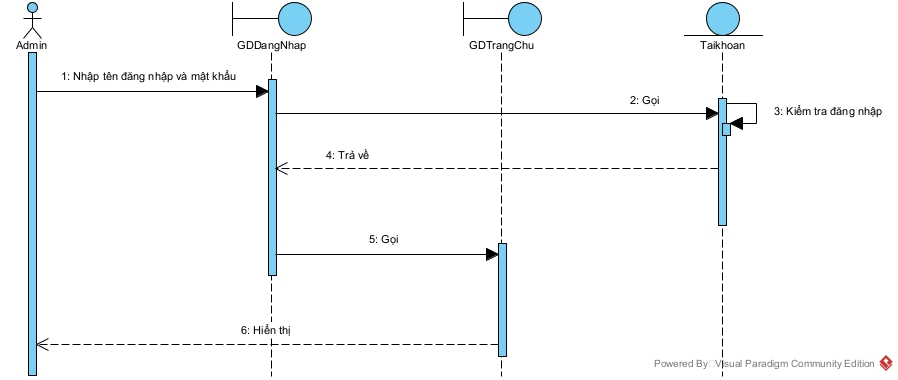 Admin
GDDangNhap
GDTrangChu
Taikhoan
1: Nhập tên đăng nhập và mật khẩu
2: Gọi
3: Kiểm tra đăng nhập
4: Trả về
5: Gọi
6: Hiển thị
Powered By Visual Paradigm Community Edition